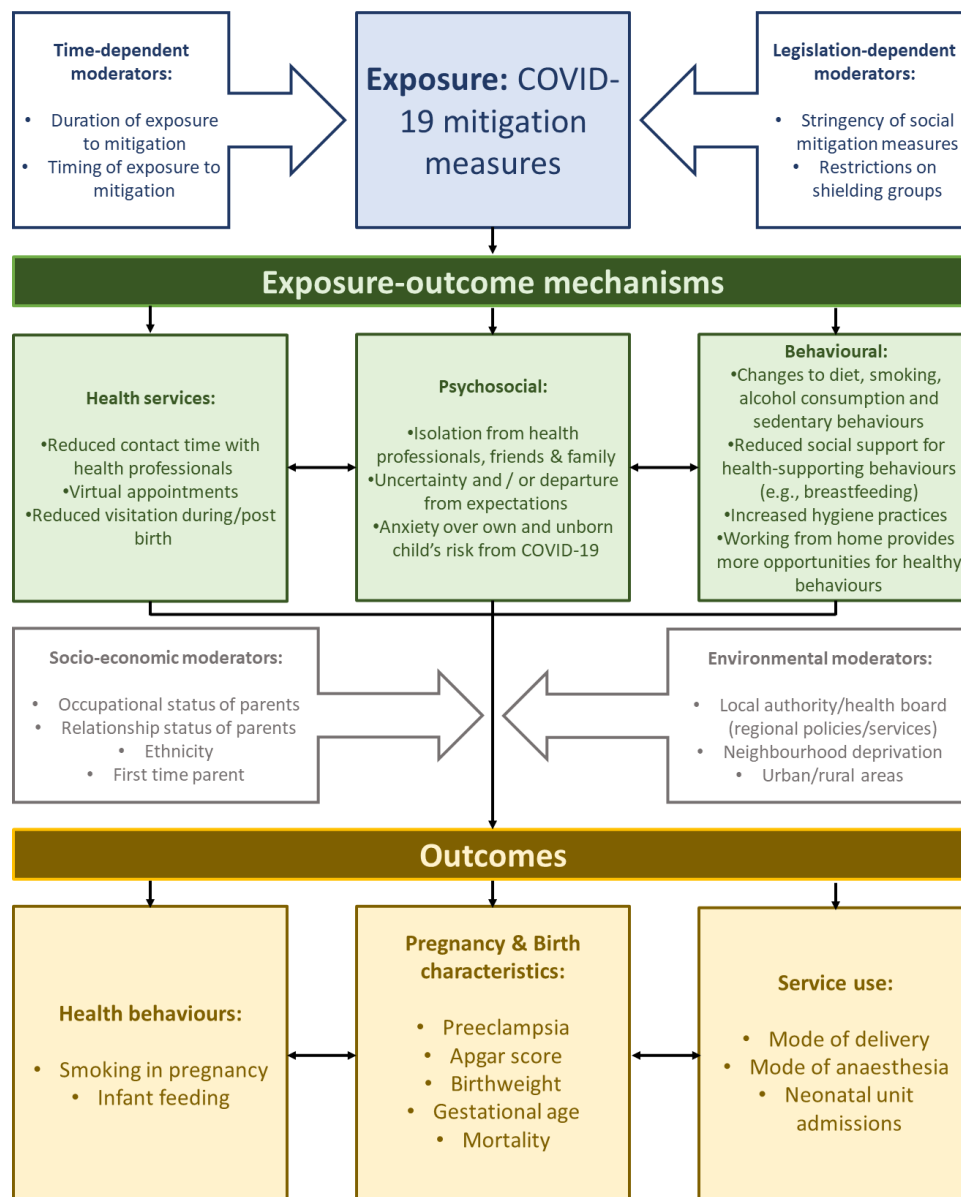 Time-dependent
moderators:
• Duration of exposure
to mitigation
• Timing of exposure to
mitigation
Exposure: COVID-
19 mitigation
measures
Legislation-dependent
moderators:
• Stringency of social
mitigation measures
• Restrictions on
shielding groups
Exposure-outcome mechanisms
Health services:
•Reduced contact time with
health professionals
•Virtual appointments
•Reduced visitation during/post
birth
Psychosocial:
•Isolation from health
professionals, friends & family
•Uncertainty and / or departure
from expectations
•Anxiety over own and unborn
child's risk from COVID-19
Behavioural:
•Changes to diet, smoking,
alcohol consumption and
sedentary behaviours
•Reduced social support for
health-supporting behaviours
(e.g., breastfeeding)
•Increased hygiene practices
•Working from home provides
more opportunities for healthy
behaviours
Socio-economic moderators:
• Occupational status of parents
• Relationship status of parents
• Ethnicity
• First time parent
Environmental moderators:
• Local authority/health board
(regional policies/services)
• Neighbourhood deprivation
• Urban/rural areas
Outcomes
Health behaviours:
• Smoking in pregnancy
• Infant feeding
Pregnancy & Birth
characteristics:
• Preeclampsia
• Apgar score
• Birthweight
• Gestational age
• Mortality
Service use:
• Mode of delivery
• Mode of anaesthesia
• Neonatal unit
admissions